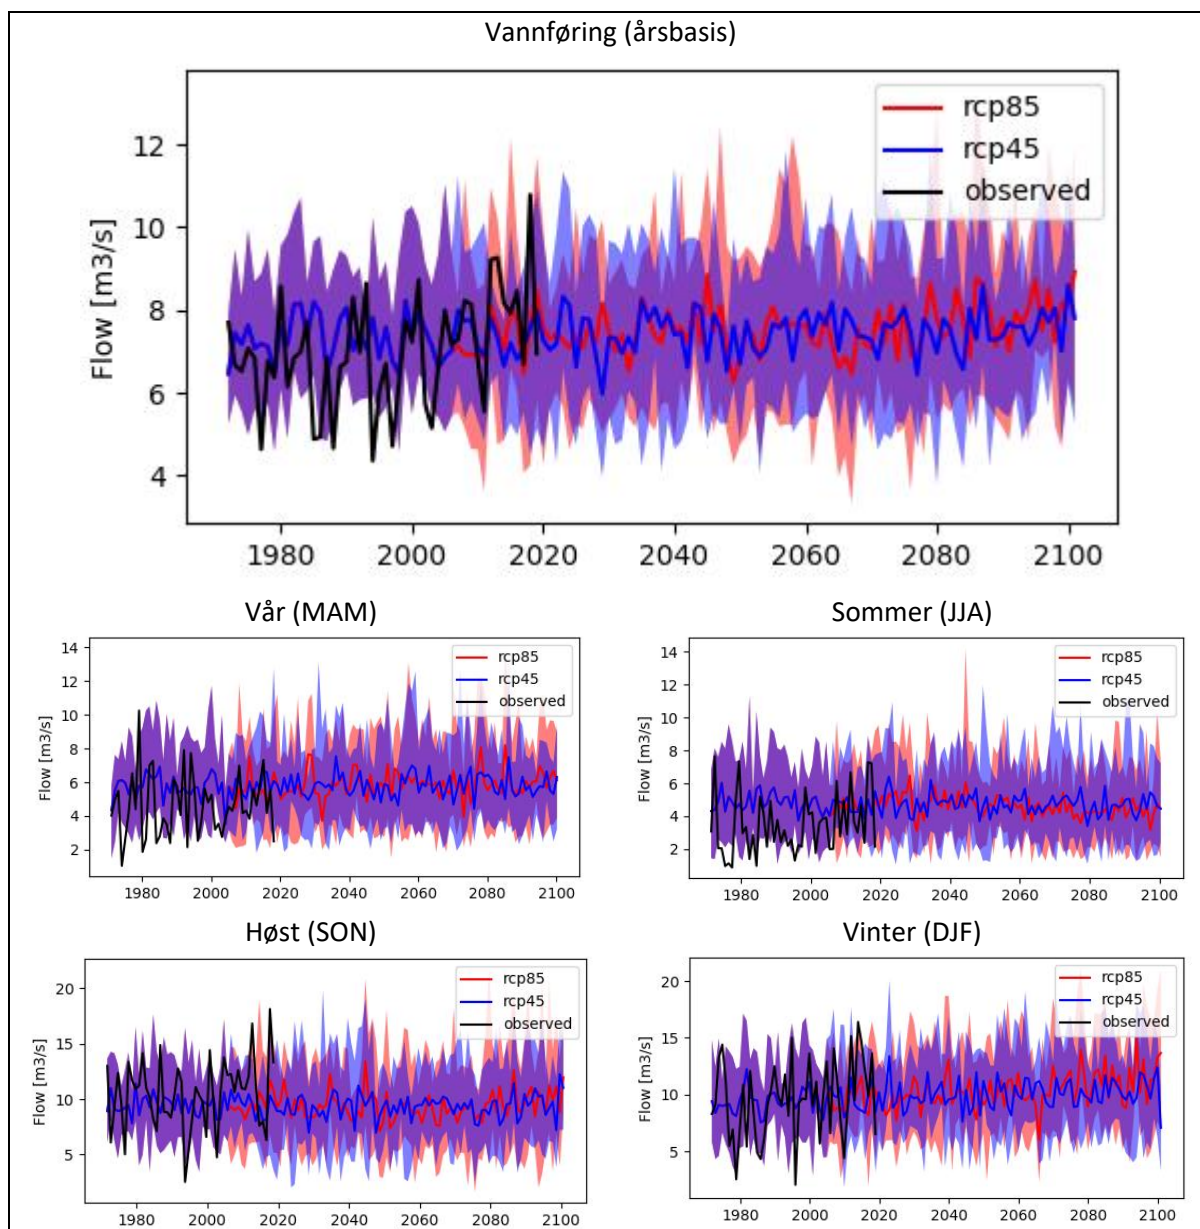 Vannføring (årsbasis)
rcp85
rcp45
observed
Flow [m3/s]
12
10
8
6
4
1980 2000 2020 2040 2060 2080 2100
Vår (MAM)
rcp85
rcp45
observed
Flow [m3/s]
14
12
10
8
6
4
2
1980 2000 2020 2040 2060 2080 2100
Sommer (JJA)
rcp85
rcp45
observed
Flow [m3/s]
14
12
10
8
6
4
2
1980 2000 2020 2040 2060 2080 2100
Høst (SON)
rcp85
rcp45
observed
Flow [m3/s]
20
15
10
5
1980 2000 2020 2040 2060 2080 2100
Vinter (DJF)
rcp85
rcp45
observed
Flow [m3/s]
20
15
10
5
1980 2000 2020 2040 2060 2080 2100